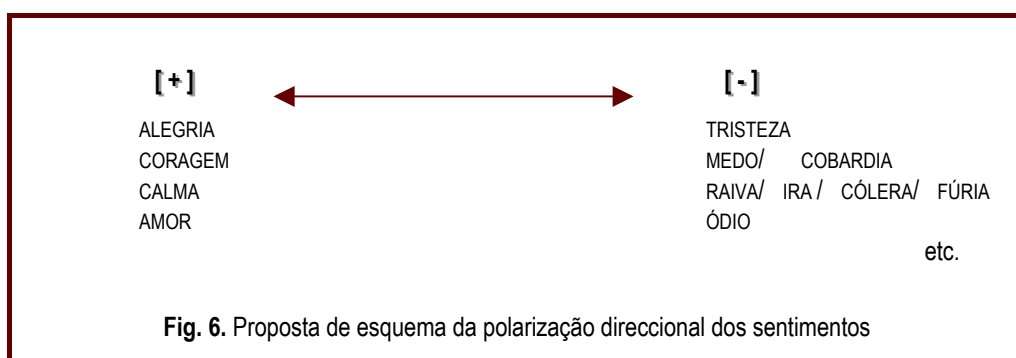 [+] [-]
ALEGRIA TRISTEZA
CORAGEM MEDO/ COBARDIA
CALMA RAIVA/ IRA / CÓLERA/ FÚRIA
AMOR ÓDIO
etc.
Fig. 6. Proposta de esquema da polarização direccional dos sentimentos